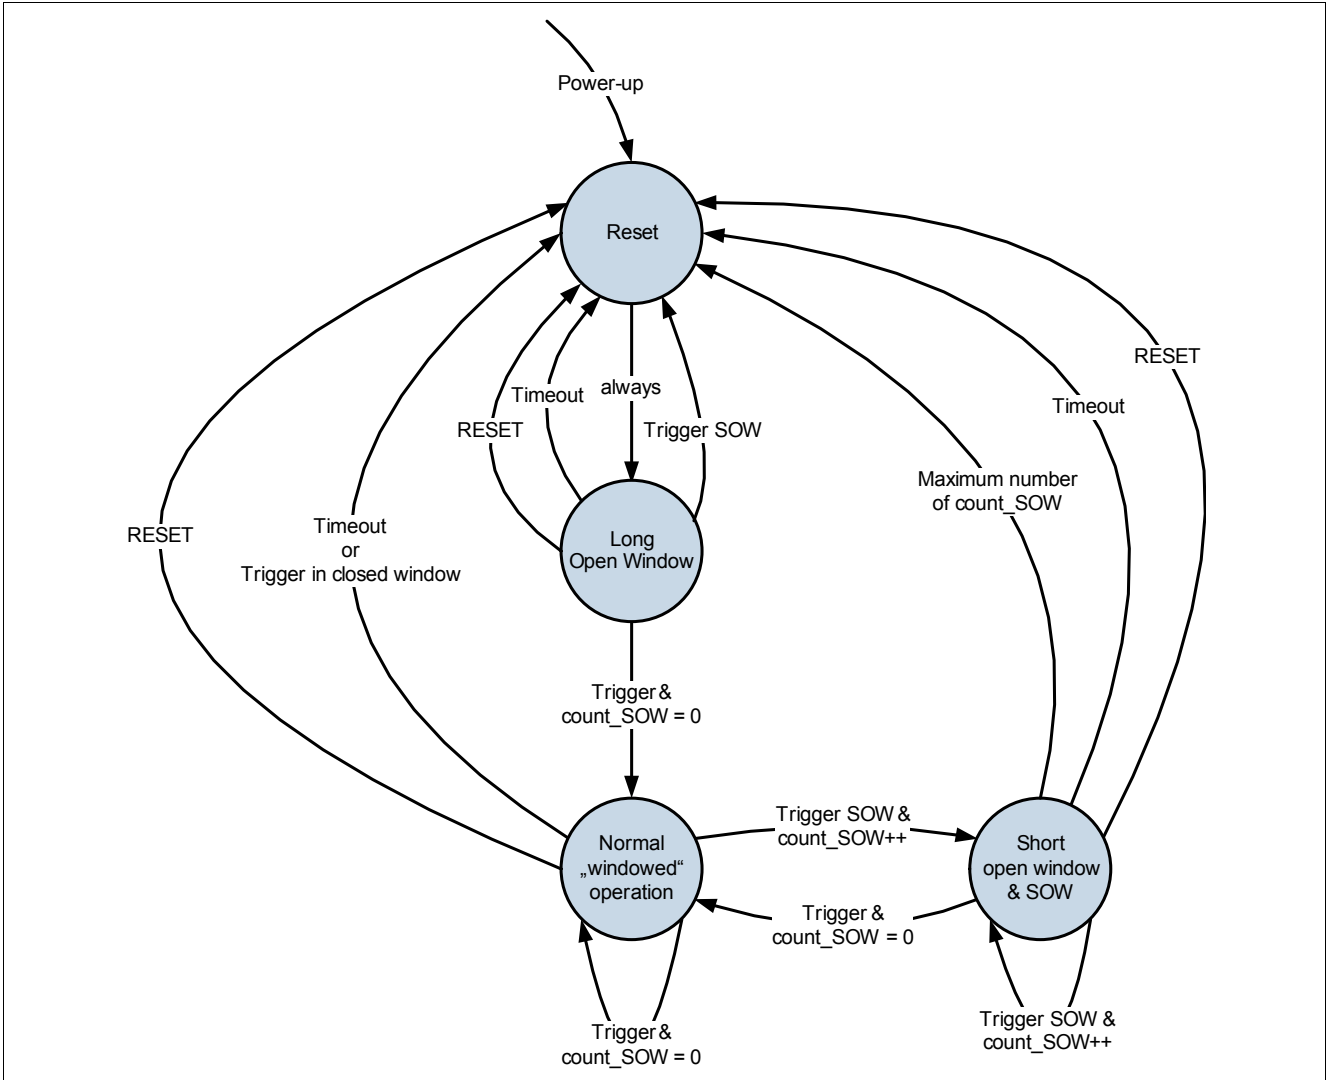 Power-up
Reset
RESET
Timeout
always
Timeout
RESET
Trigger SOW
Maximum number
of count_SOW
RESET
Timeout
or
Trigger in closed window
Long
Open Window
Trigger &
count_SOW = 0
Normal
„windowed“
operation
Trigger SOW &
count_SOW++
Short
open window
& SOW
Trigger &
count_SOW = 0
Trigger &
count_SOW = 0
Trigger SOW &
count_SOW++